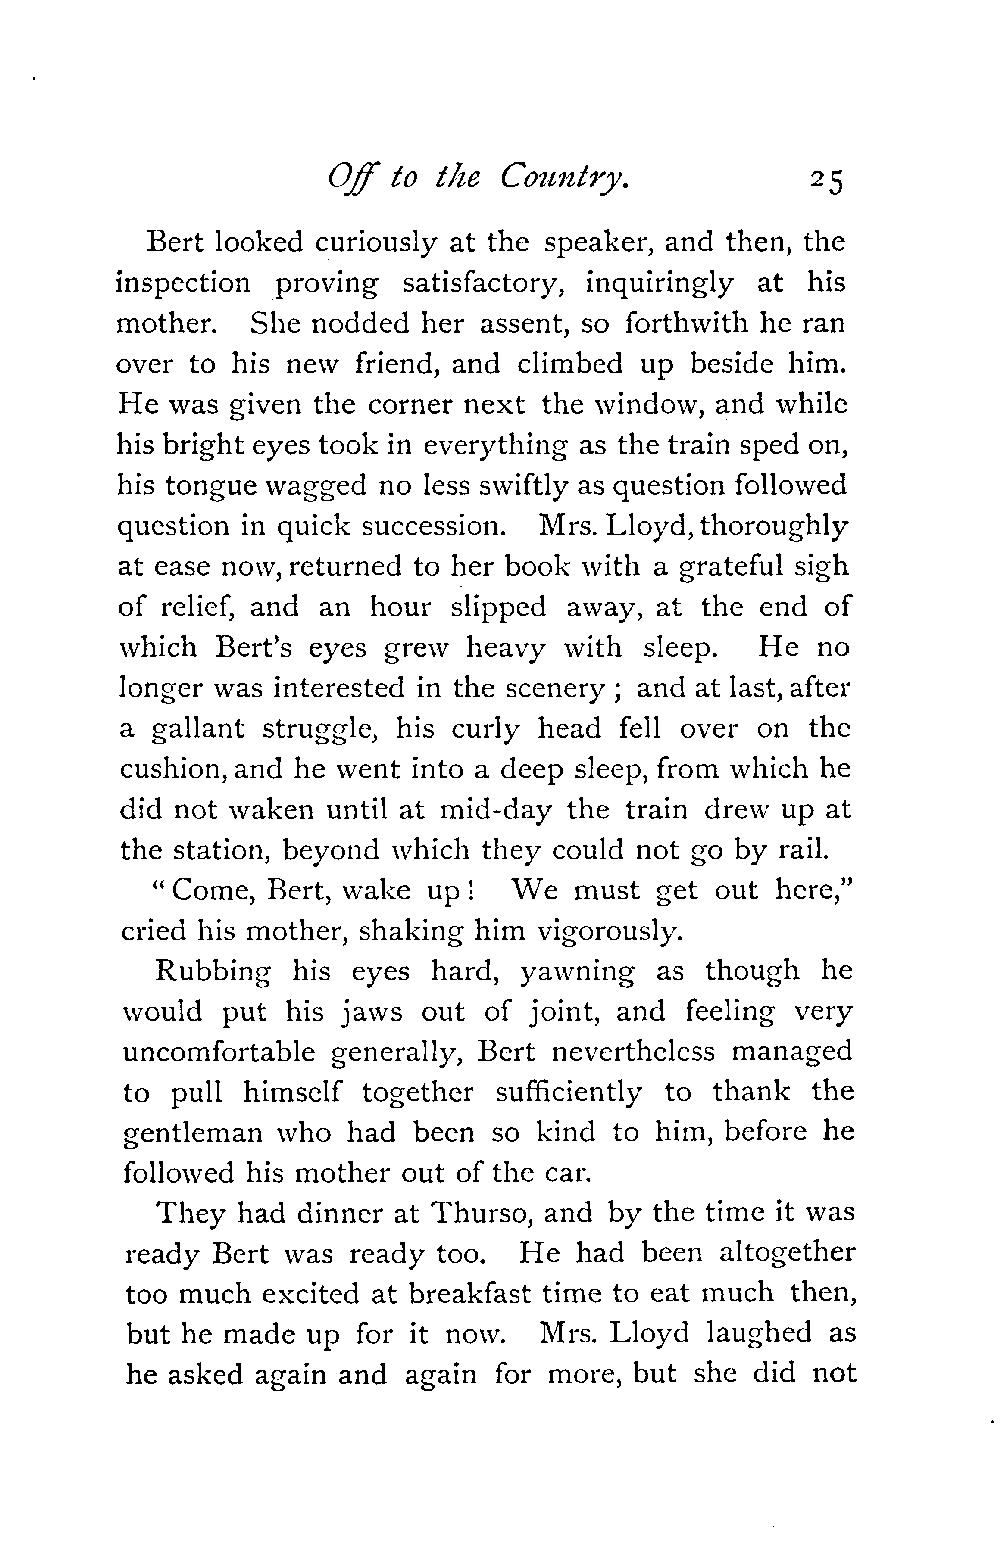 Off to the Country. 25
Bert looked curiously at the speaker, and then, the
inspection proving satisfactory, inquiringly at his
mother. She nodded her assent, so forthwith he ran
over to his new friend, and climbed up beside him.
He was given the corner next the window, and while
his bright eyes took in everything as the train sped on,
his tongue wagged no less swiftly as question followed
question in quick succession. Mrs. Lloyd, thoroughly
at ease now, returned to her book with a grateful sigh
of relief, and an hour slipped away, at the end of
which Bert's eyes grew heavy with sleep. He no
longer was interested in the scenery ; and at last, after
a gallant struggle, his curly head fell over on the
cushion, and he went into a deep sleep, from which he
did not waken until at mid-day the train drew up at
the station, beyond which they could not go by rail.
"Come, Bert, wake up! We must get out here,"
cried his mother, shaking him vigorously.
Rubbing his eyes hard, yawning as though he
would put his jaws out of joint, and feeling very
uncomfortable generally, Bert nevertheless managed
to pull himself together sufficiently to thank the
gentleman who had been so kind to him, before he
followed his mother out of the car.
They had dinner at Thurso, and by the time it was
ready Bert was ready too. He had been altogether
too much excited at breakfast time to eat much then,
but he made up for it now. Mrs. Lloyd laughed as
he asked again and again for more, but she did not